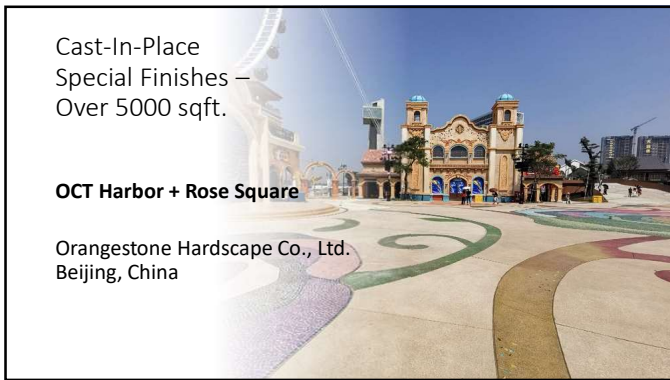 Cast-In-Place
Special Finishes –
Over 5000 sqft.
OCT Harbor + Rose Square
Orangestone Hardscape Co., Ltd.
Beijing, China